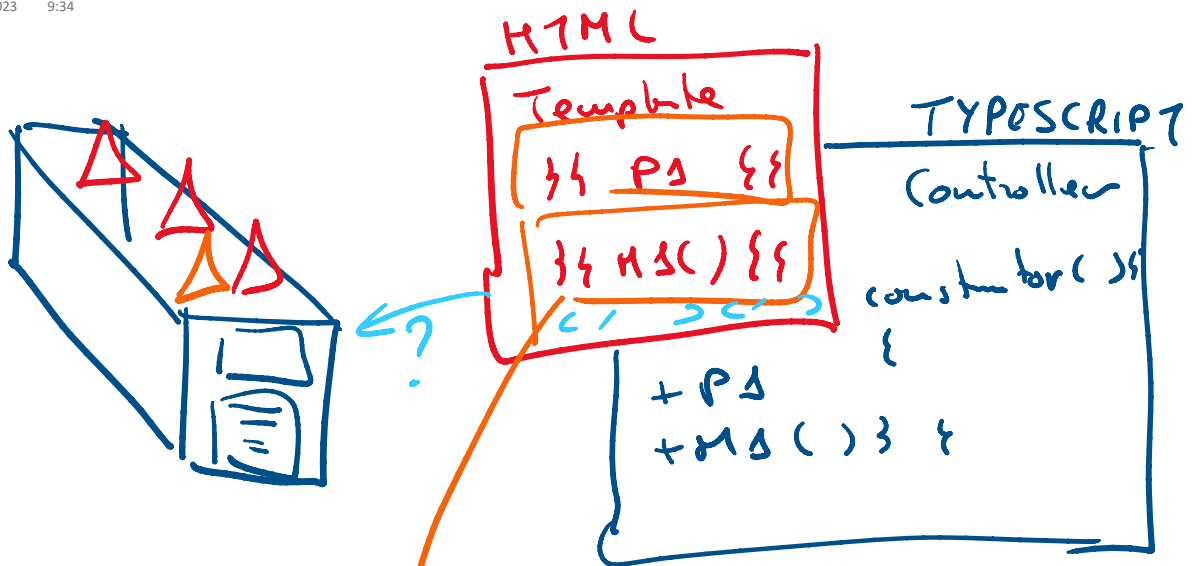 023 9:34
HTML
Template
}{ P1 {{
}{ M1() {{
< / > < / >
?
TYPESCRIPT
Controller
constructor() {
{
+ P1
+ M1() } {